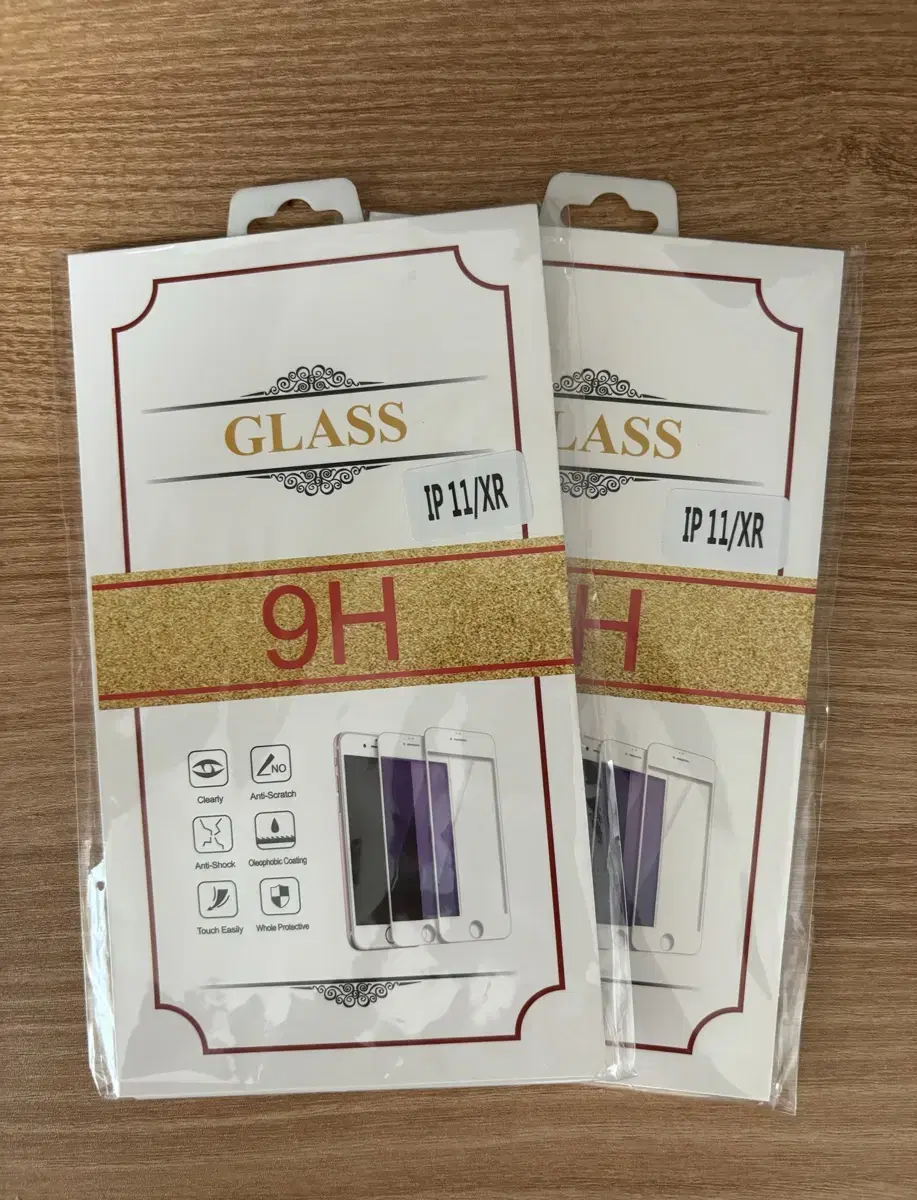 GLASS
IP 11/XR
9H
NO
Clearly
Anti-Scratch
Anti-Shock
Oleophobic Coating
Touch Easily
Whole Protective
LASS
IP 11/XR
H